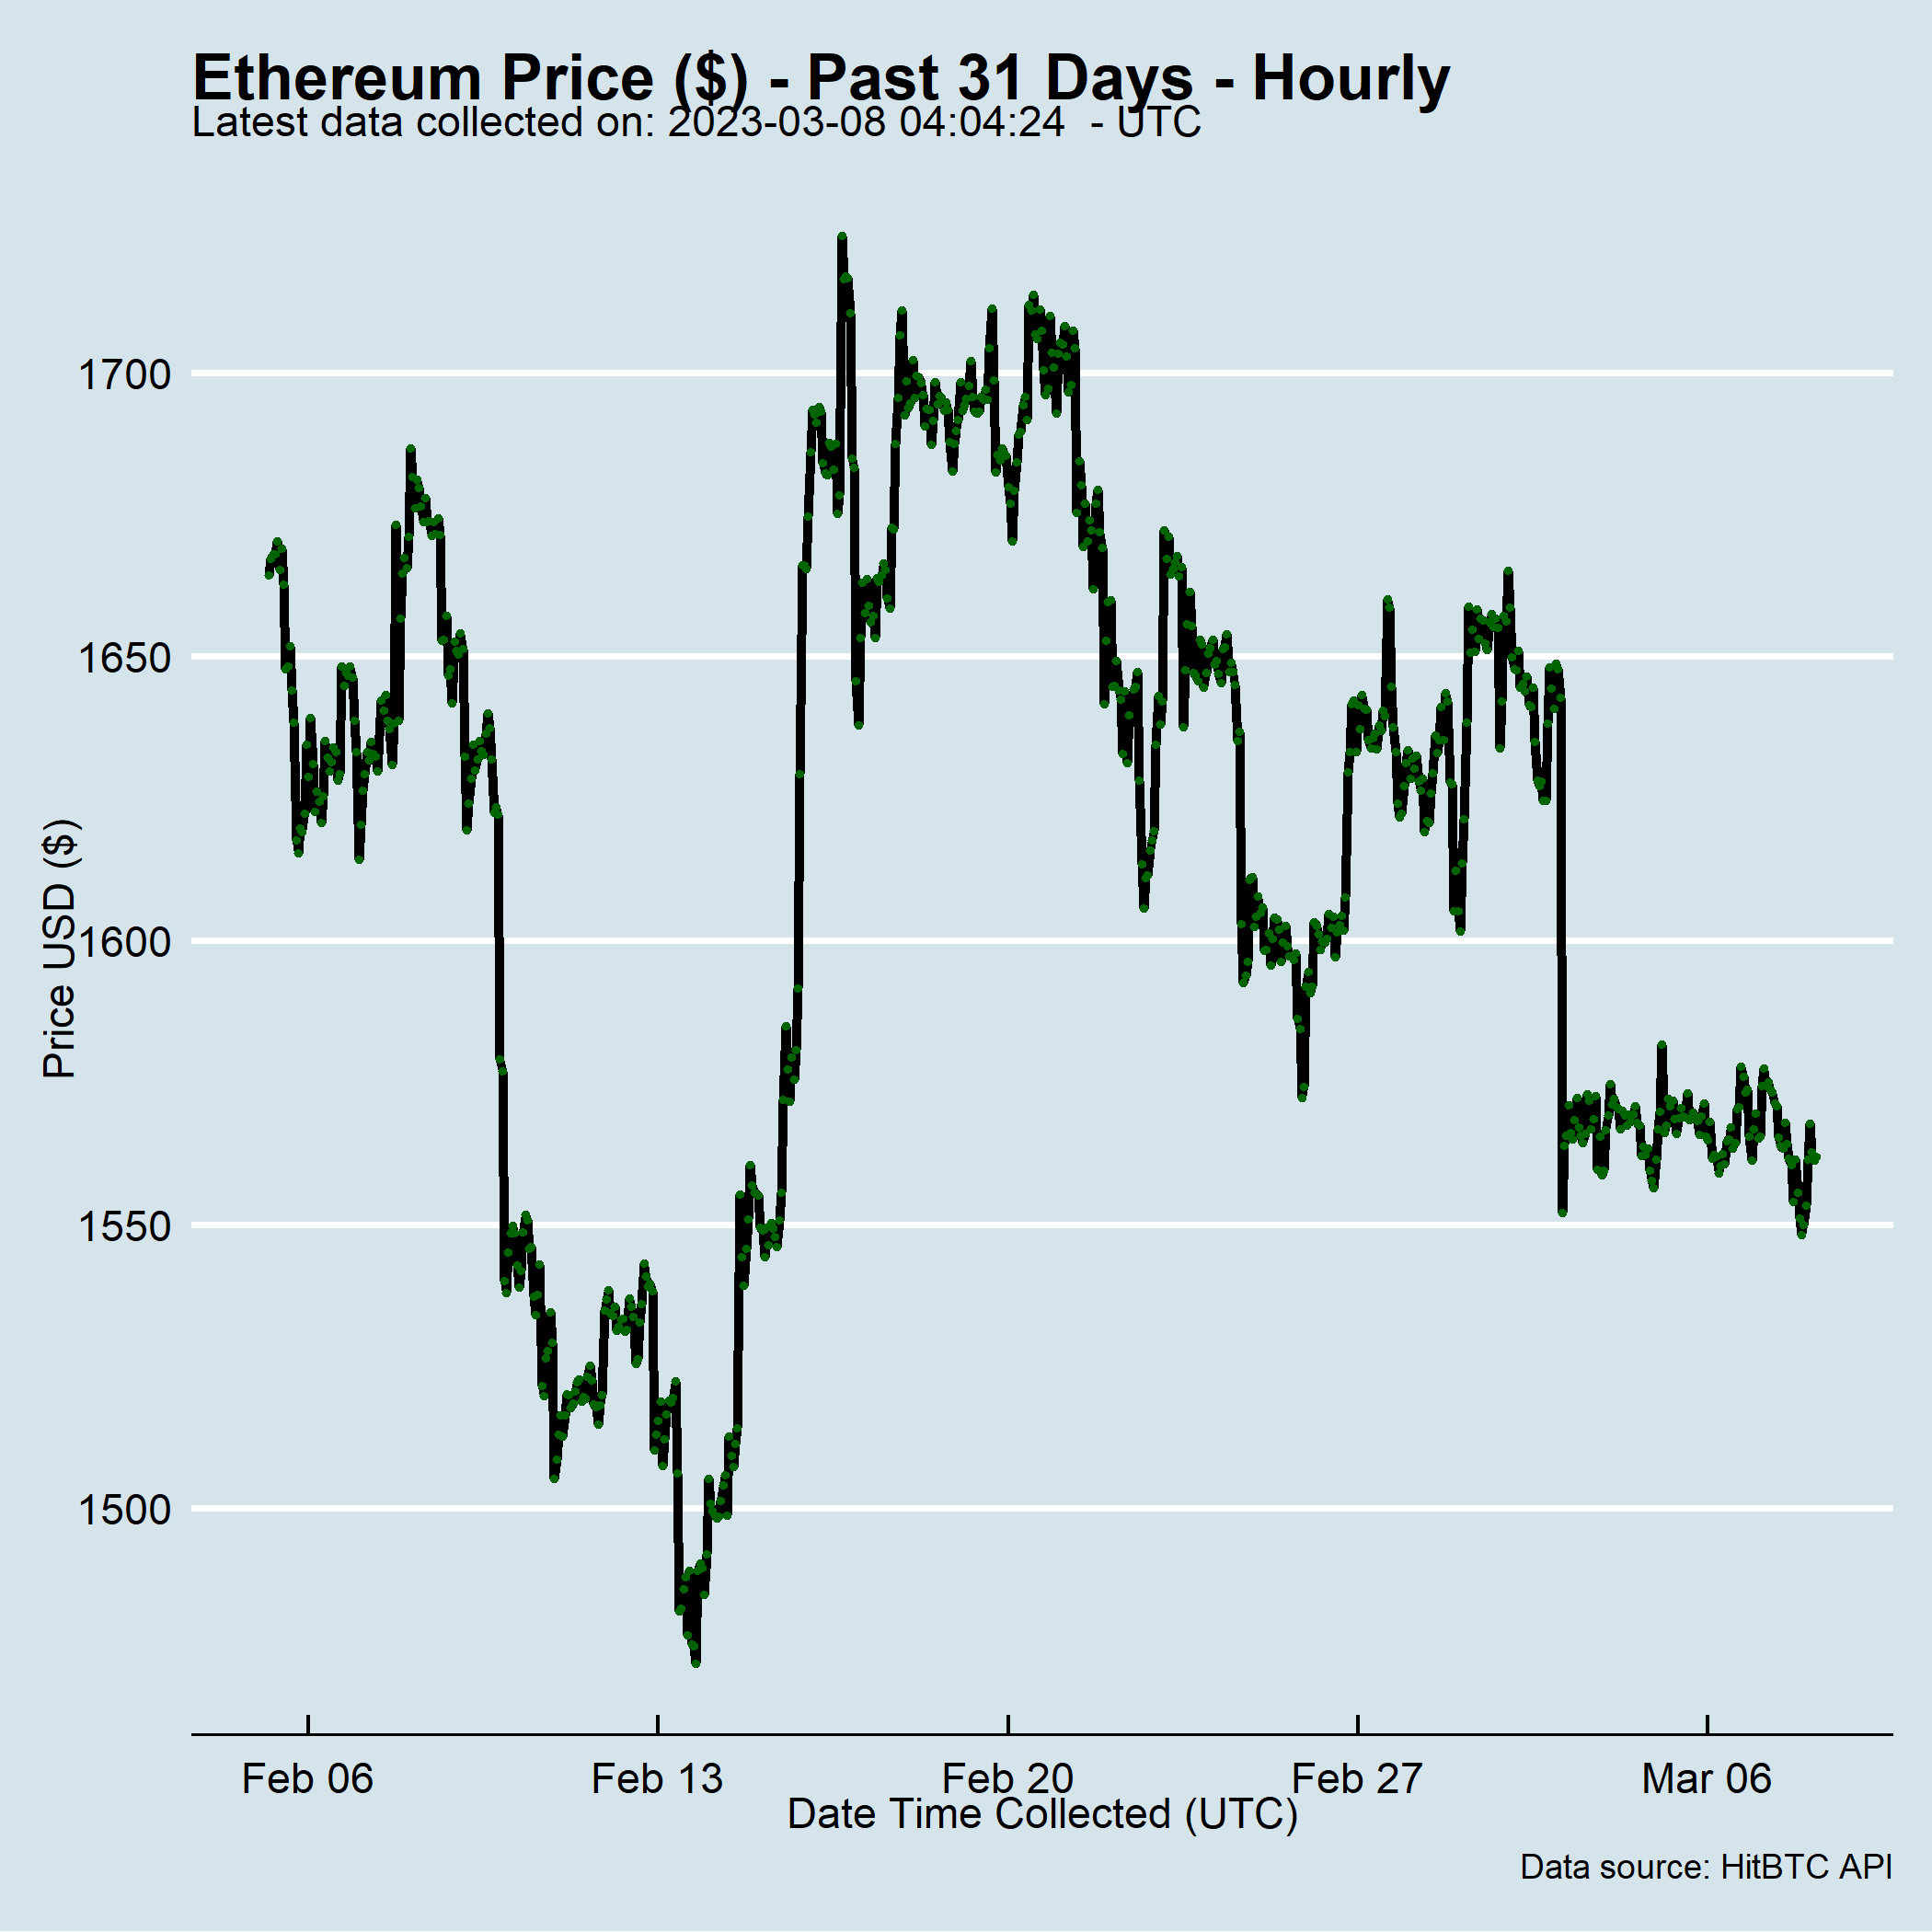 Ethereum Price ($) - Past 31 Days - Hourly
Latest data collected on: 2023-03-08 04:04:24  - UTC
Price USD ($)
1700
1650
1600
1550
1500
Feb 06
Feb 13
Feb 20
Feb 27
Mar 06
Date Time Collected (UTC)
Data source: HitBTC API